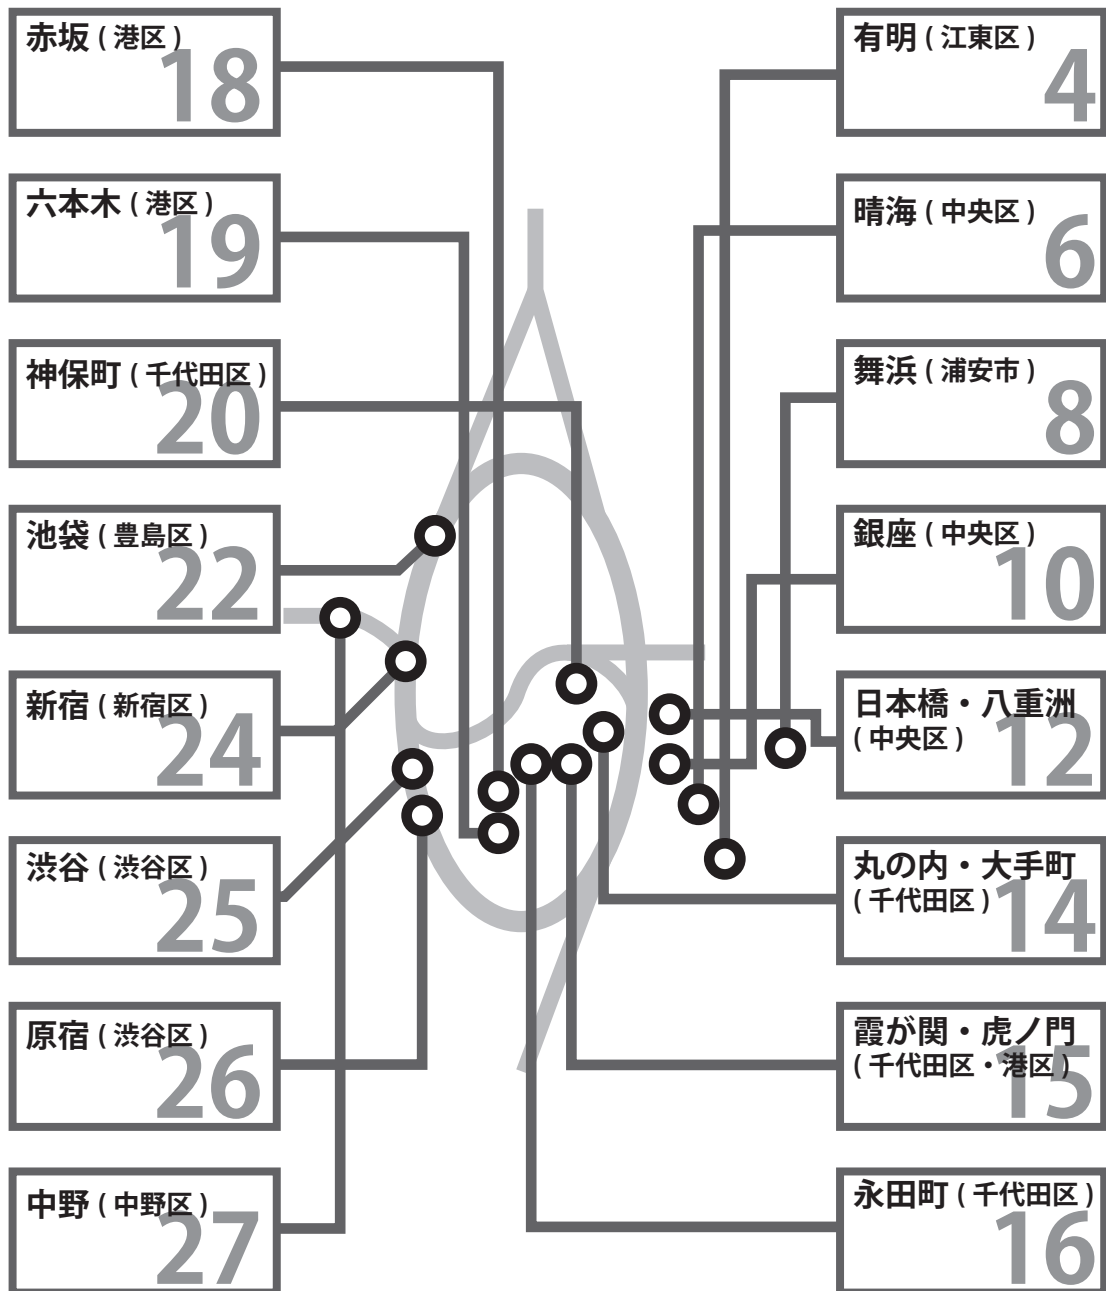 赤坂 ( 港区 )
18
六本木 ( 港区 )
19
神保町 ( 千代田区 )
20
池袋 ( 豊島区 )
22
新宿 ( 新宿区 )
24
渋谷 ( 渋谷区 )
25
原宿 ( 渋谷区 )
26
中野 ( 中野区 )
27
有明 ( 江東区 )
4
晴海 ( 中央区 )
6
舞浜 ( 浦安市 )
8
銀座 ( 中央区 )
10
日本橋・八重洲
( 中央区 )
12
丸の内・大手町
( 千代田区 )
14
霞が関・虎ノ門
( 千代田区・港区 )
15
永田町 ( 千代田区 )
16